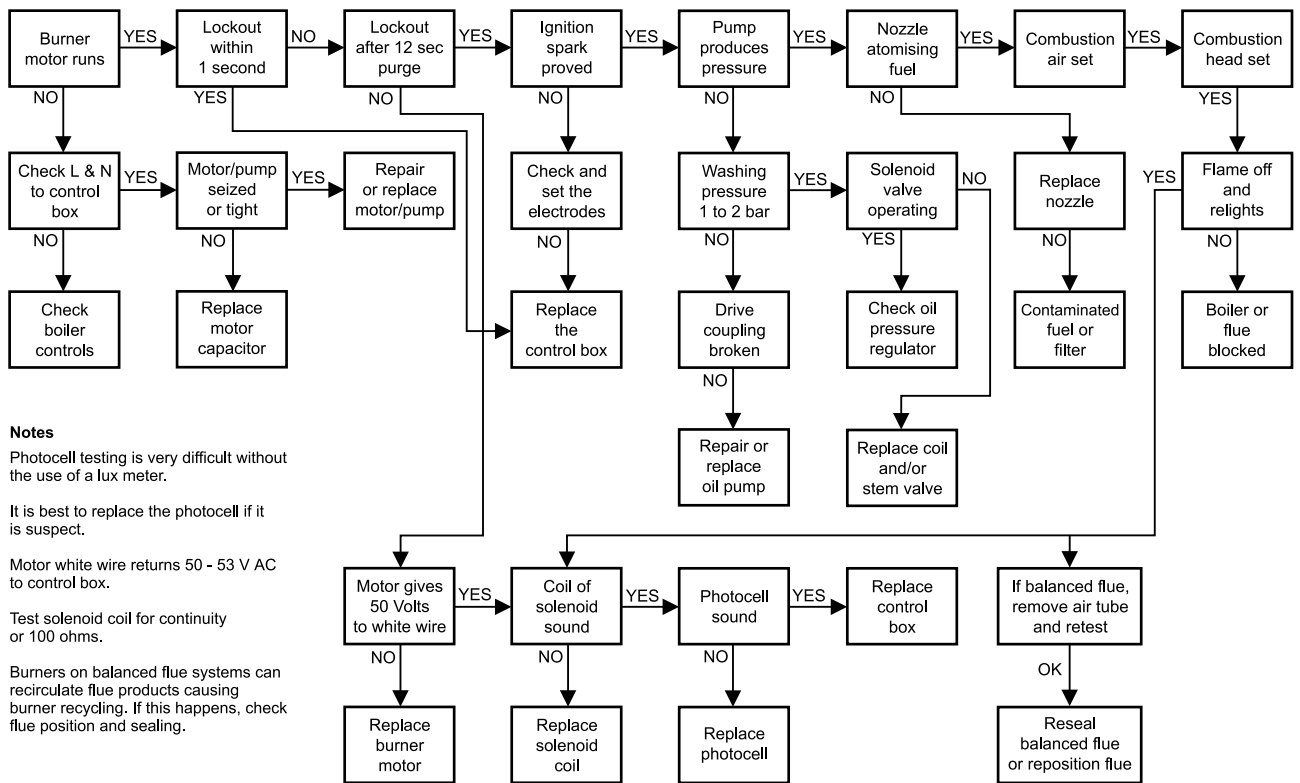 Burner
motor runs
YES
Lockout
within
1 second
NO
Lockout
after 12 sec
purge
YES
Ignition
spark
proved
YES
Pump
produces
pressure
YES
Nozzle
atomising
fuel
YES
Combustion
air set
YES
Combustion
head set
NO
YES
NO
NO
NO
NO
YES
Check L & N
to control
box
YES
Motor/pump
seized
or tight
YES
Repair
or replace
motor/pump
Check and
set the
electrodes
Washing
pressure
1 to 2 bar
YES
Solenoid
valve
operating
NO
Replace
nozzle
YES
Flame off
and
relights
NO
NO
NO
NO
YES
NO
NO
Check
boiler
controls
Replace
motor
capacitor
Replace
the
control box
Drive
coupling
broken
Check oil
pressure
regulator
Contaminated
fuel or
filter
Boiler or
flue
blocked
NO
Repair or
replace
oil pump
Replace coil
and/or
stem valve
Notes
Photocell testing is very difficult without
the use of a lux meter.
It is best to replace the photocell if it
is suspect.
Motor white wire returns 50 - 53 V AC
to control box.
Test solenoid coil for continuity
or 100 ohms.
Burners on balanced flue systems can
recirculate flue products causing
burner recycling. If this happens, check
flue position and sealing.
Motor gives
50 Volts
to white wire
YES
Coil of
solenoid
sound
YES
Photocell
sound
YES
Replace
control
box
If balanced flue,
remove air tube
and retest
NO
NO
NO
OK
Replace
burner
motor
Replace
solenoid
coil
Replace
photocell
Reseal
balanced flue
or reposition flue